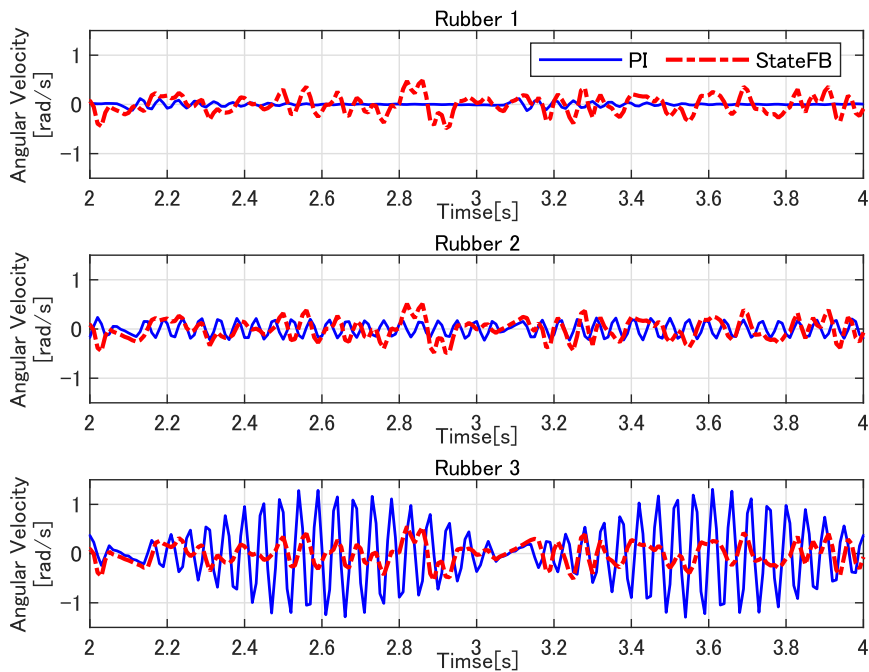 Rubber 1
PI StateFB
Angular Velocity
[rad/s]
1
0
-1
2 2.2 2.4 2.6 2.8 3 3.2 3.4 3.6 3.8 4
Timse[s]
Rubber 2
Angular Velocity
[rad/s]
1
0
-1
2 2.2 2.4 2.6 2.8 3 3.2 3.4 3.6 3.8 4
Timse[s]
Rubber 3
Angular Velocity
[rad/s]
1
0
-1
2 2.2 2.4 2.6 2.8 3 3.2 3.4 3.6 3.8 4
Timse[s]